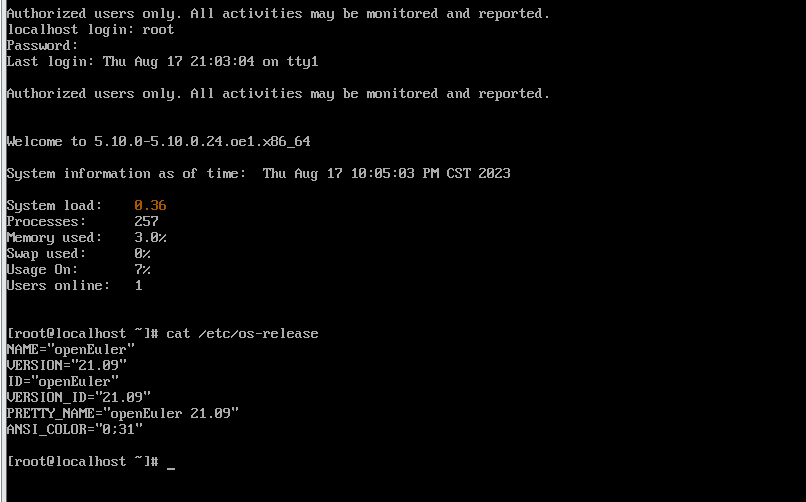 Authorized users only. All activities may be monitored and reported.
localhost login: root
Password:
Last login: Thu Aug 17 21:03:04 on tty1
Authorized users only. All activities may be monitored and reported.
Welcome to 5.10.0-5.10.0.24.oe1.x86_64
System information as of time:  Thu Aug 17 10:05:03 PM CST 2023
System load:    0.36
Processes:      257
Memory used:    3.0%
Swap used:      0%
Usage On:       7%
Users online:   1
[root@localhost ~]# cat /etc/os-release
NAME="openEuler"
VERSION="21.09"
ID="openEuler"
VERSION_ID="21.09"
PRETTY_NAME="openEuler 21.09"
ANSI_COLOR="0;31"
[root@localhost ~]# _